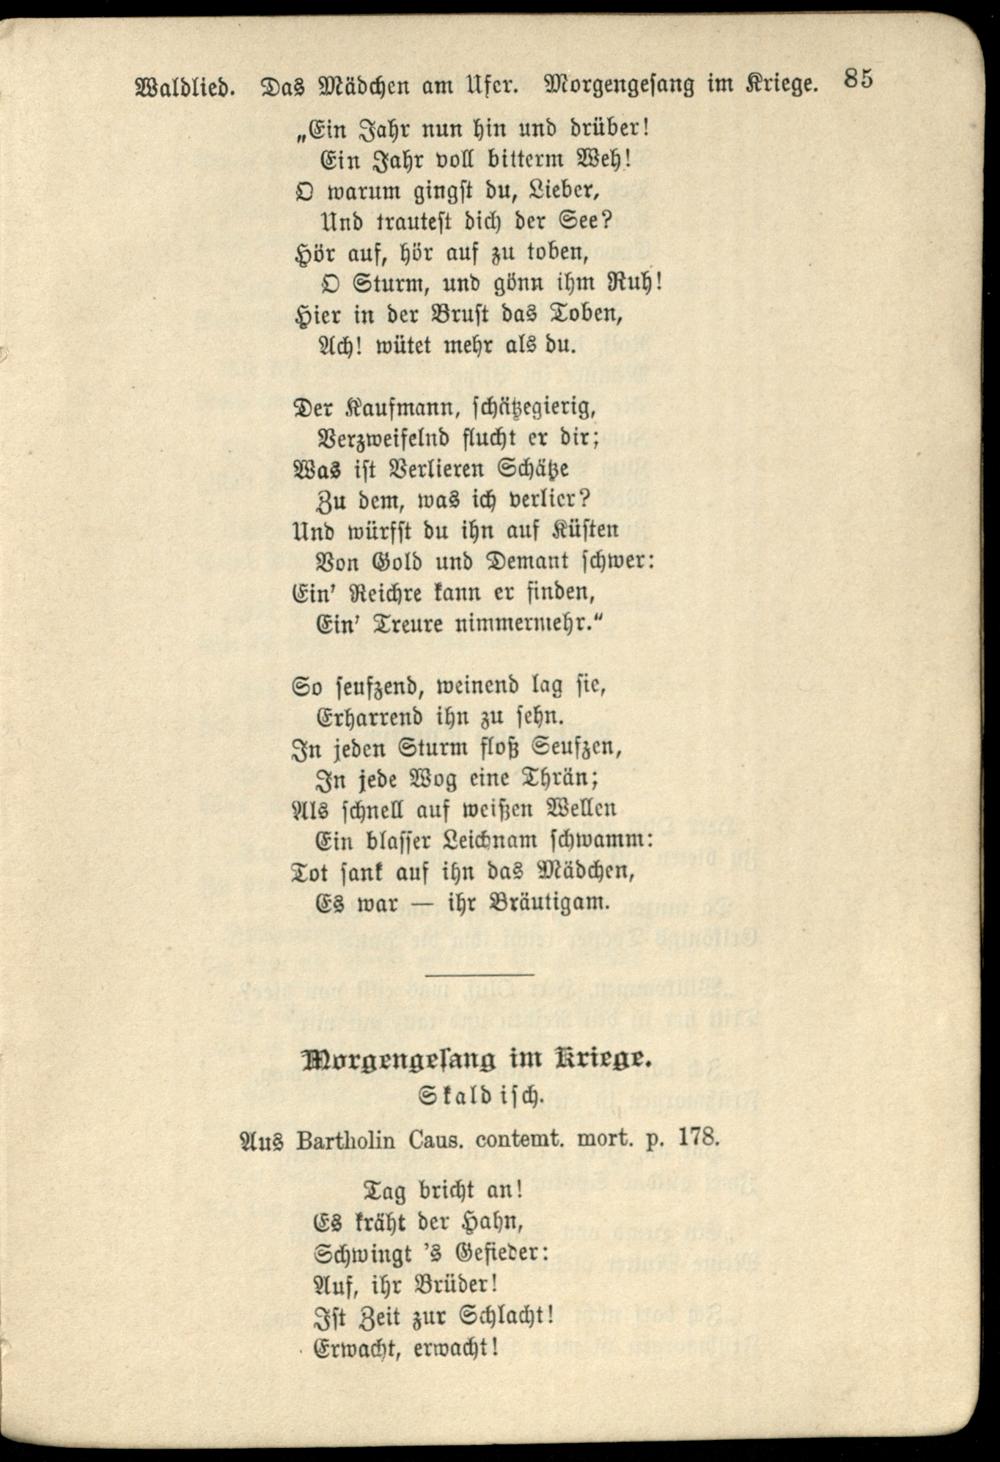 Waldlied. Das Mädchen am Ufer. Morgengesang im Kriege. 85
„Ein Jahr nun hin und drüber!
Ein Jahr voll bitterm Weh!
O warum gingst du, Lieber,
Und trautest dich der See?
Hör auf, hör auf zu toben,
O Sturm, und gönn ihm Ruh!
Hier in der Brust das Toben,
Ach! wütet mehr als du.
Der Kaufmann, schätzegierig,
Verzweifelnd flucht er dir;
Was ist Verlieren Schätze
Zu dem, was ich verlier?
Und würfst du ihn auf Küsten
Von Gold und Demant schwer:
Ein' Reichre kann er finden,
Ein' Treure nimmermehr.“
So seufzend, weinend lag sie,
Erharrend ihn zu sehn.
In jeden Sturm floß Seufzen,
In jede Wog eine Thrän;
Als schnell auf weißen Wellen
Ein blasser Leichnam schwamm:
Tot sank auf ihn das Mädchen,
Es war — ihr Bräutigam.
Morgengesang im Kriege.
Skaldisch.
Aus Bartholin Caus. contemt. mort. p. 178.
Tag bricht an!
Es kräht der Hahn,
Schwingt 's Gefieder:
Auf, ihr Brüder!
Ist Zeit zur Schlacht!
Erwacht, erwacht!